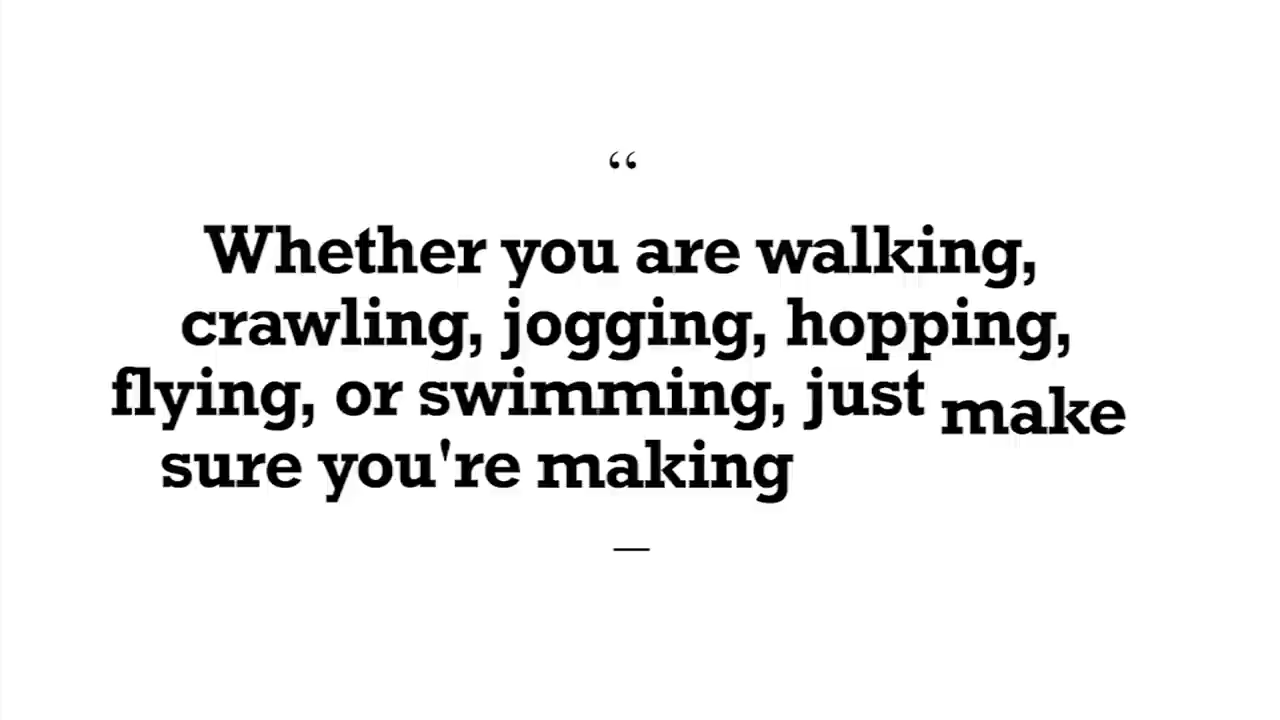 “
Whether you are walking,
crawling, jogging, hopping,
flying, or swimming, just make
sure you're making
—